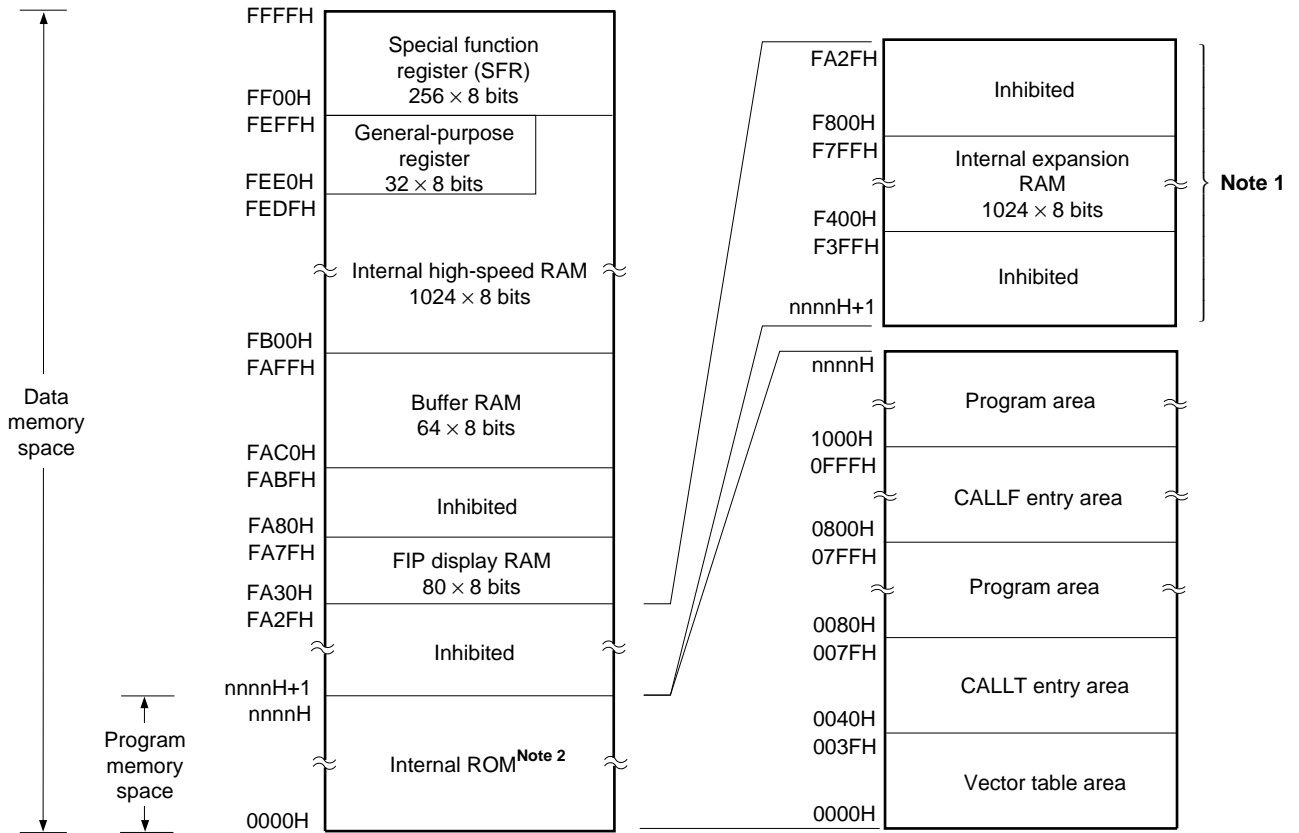 FFFFH
Special function
register (SFR)
256 × 8 bits
FF00H
FEFFH
General-purpose
register
32 × 8 bits
FEE0H
FEDFH
Internal high-speed RAM
1024 × 8 bits
FB00H
FAFFH
Buffer RAM
64 × 8 bits
FAC0H
FABFH
Inhibited
FA80H
FA7FH
FIP display RAM
80 × 8 bits
FA30H
FA2FH
Inhibited
nnnnH+1
nnnnH
Internal ROM Note 2
0000H
Data
memory
space
Program
memory
space
FA2FH
Inhibited
F800H
F7FFH
Internal expansion
RAM
1024 × 8 bits
F400H
F3FFH
Inhibited
nnnnH+1
Note 1
nnnnH
Program area
1000H
0FFFH
CALLF entry area
0800H
07FFH
Program area
0080H
007FH
CALLT entry area
0040H
003FH
Vector table area
0000H